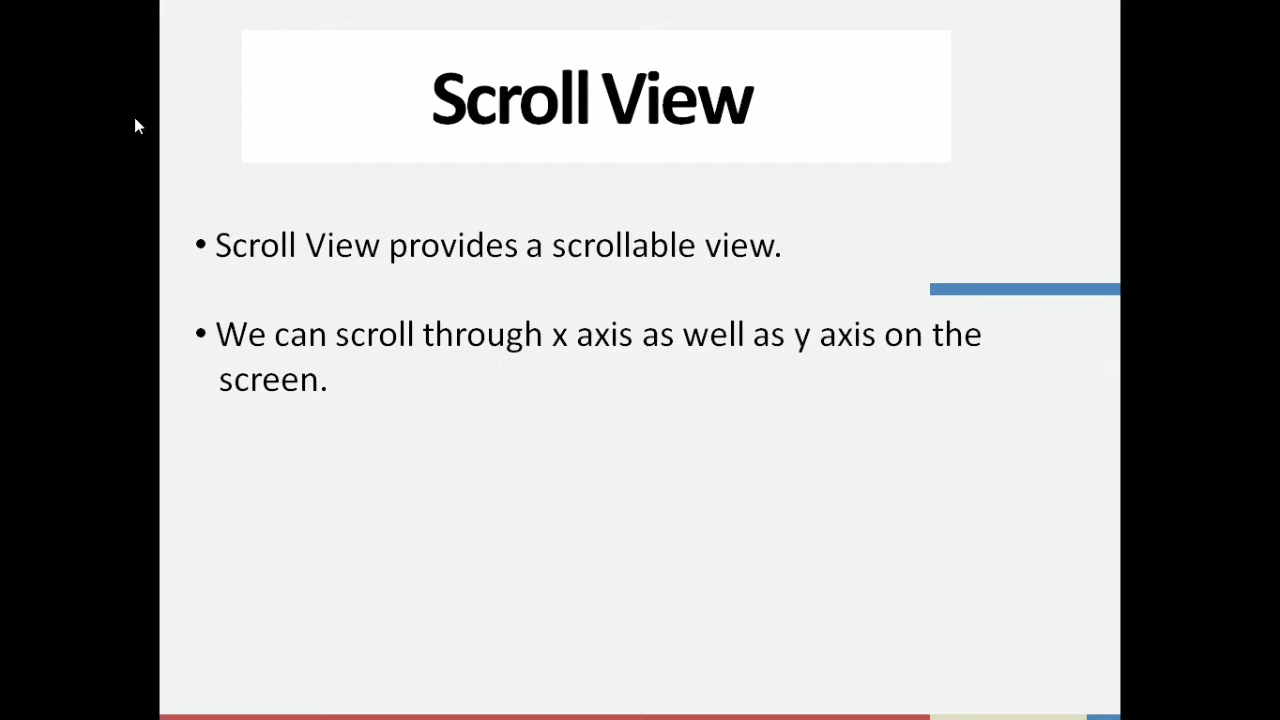 Scroll View
• Scroll View provides a scrollable view.
• We can scroll through x axis as well as y axis on the
screen.